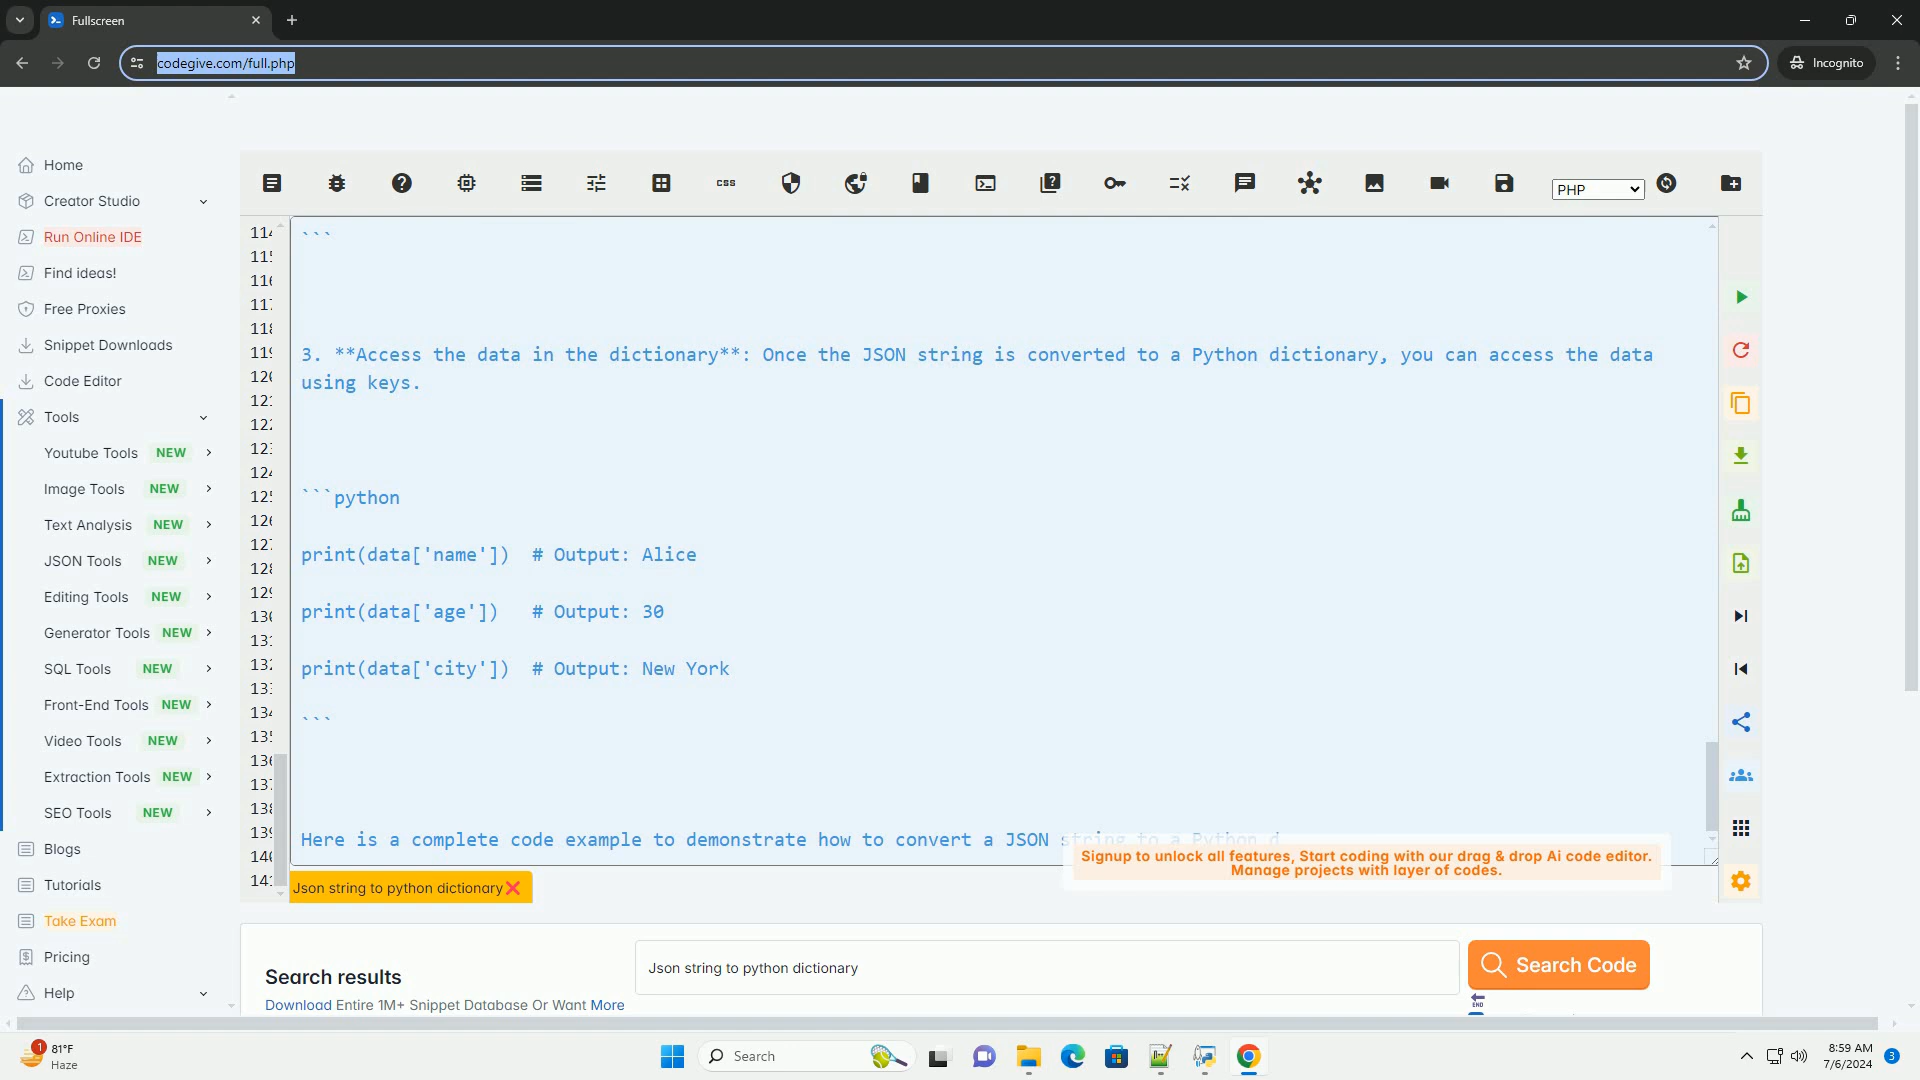 Fullscreen
codegive.com/full.php
Incognito
Home
Creator Studio
Run Online IDE
Find ideas!
Free Proxies
Snippet Downloads
Code Editor
Tools
Youtube Tools NEW
Image Tools NEW
Text Analysis NEW
JSON Tools NEW
Editing Tools NEW
Generator Tools NEW
SQL Tools NEW
Front-End Tools NEW
Video Tools NEW
Extraction Tools NEW
SEO Tools NEW
Blogs
Tutorials
Take Exam
Pricing
Help
css
PHP
```
3. **Access the data in the dictionary**: Once the JSON string is converted to a Python dictionary, you can access the data
using keys.
```python
print(data['name']) # Output: Alice
print(data['age']) # Output: 30
print(data['city']) # Output: New York
```
Here is a complete code example to demonstrate how to convert a JSON string to a Python d
Signup to unlock all features, Start coding with our drag & drop Ai code editor.
Manage projects with layer of codes.
Json string to python dictionary
Search results
Json string to python dictionary
Search Code
Download Entire 1M+ Snippet Database Or Want More
END
1
81°F
Haze
Search
8:59 AM
7/6/2024
3